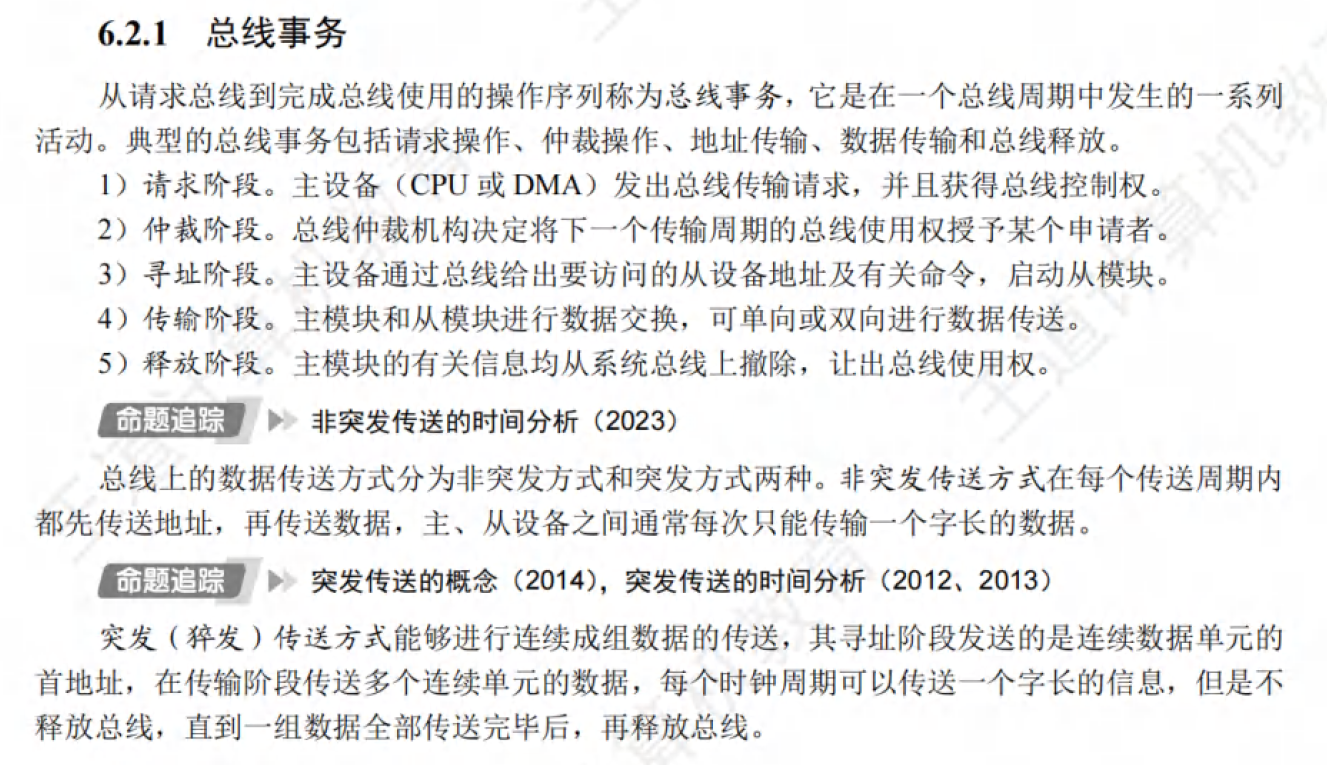 6.2.1 总线事务
从请求总线到完成总线使用的操作序列称为总线事务，它是在一个总线周期中发生的一系列
活动。典型的总线事务包括请求操作、仲裁操作、地址传输、数据传输和总线释放。
1）请求阶段。主设备（CPU 或 DMA）发出总线传输请求，并且获得总线控制权。
2）仲裁阶段。总线仲裁机构决定将下一个传输周期的总线使用权授予某个申请者。
3）寻址阶段。主设备通过总线给出要访问的从设备地址及有关命令，启动从模块。
4）传输阶段。主模块和从模块进行数据交换，可单向或双向进行数据传送。
5）释放阶段。主模块的有关信息均从系统总线上撤除，让出总线使用权。
命题追踪 非突发传送的时间分析（2023）
总线上的数据传送方式分为非突发方式和突发方式两种。非突发传送方式在每个传送周期内
都先传送地址，再传送数据，主、从设备之间通常每次只能传输一个字长的数据。
命题追踪 突发传送的概念（2014），突发传送的时间分析（2012、2013）
突发（猝发）传送方式能够进行连续成组数据的传送，其寻址阶段发送的是连续数据单元的
首地址，在传输阶段传送多个连续单元的数据，每个时钟周期可以传送一个字长的信息，但是不
释放总线，直到一组数据全部传送完毕后，再释放总线。